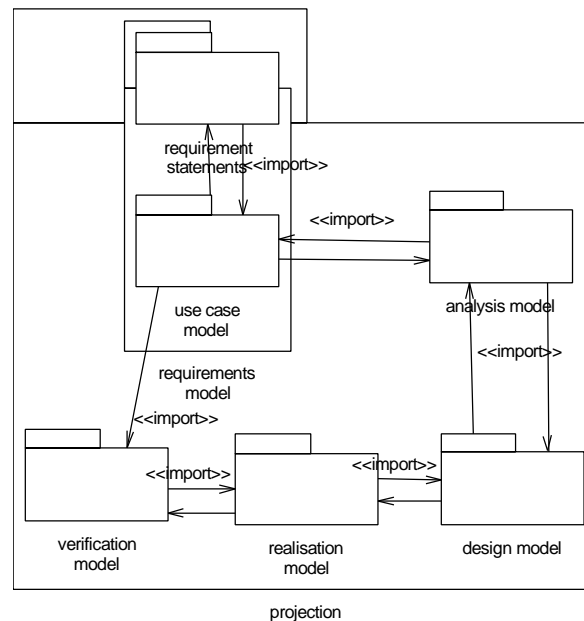 requirement
statements
<<import>>
<<import>>
use case
model
analysis model
<<import>>
requirements
model
<<import>>
<<import>>
<<import>>
verification
model
realisation
model
design model
projection